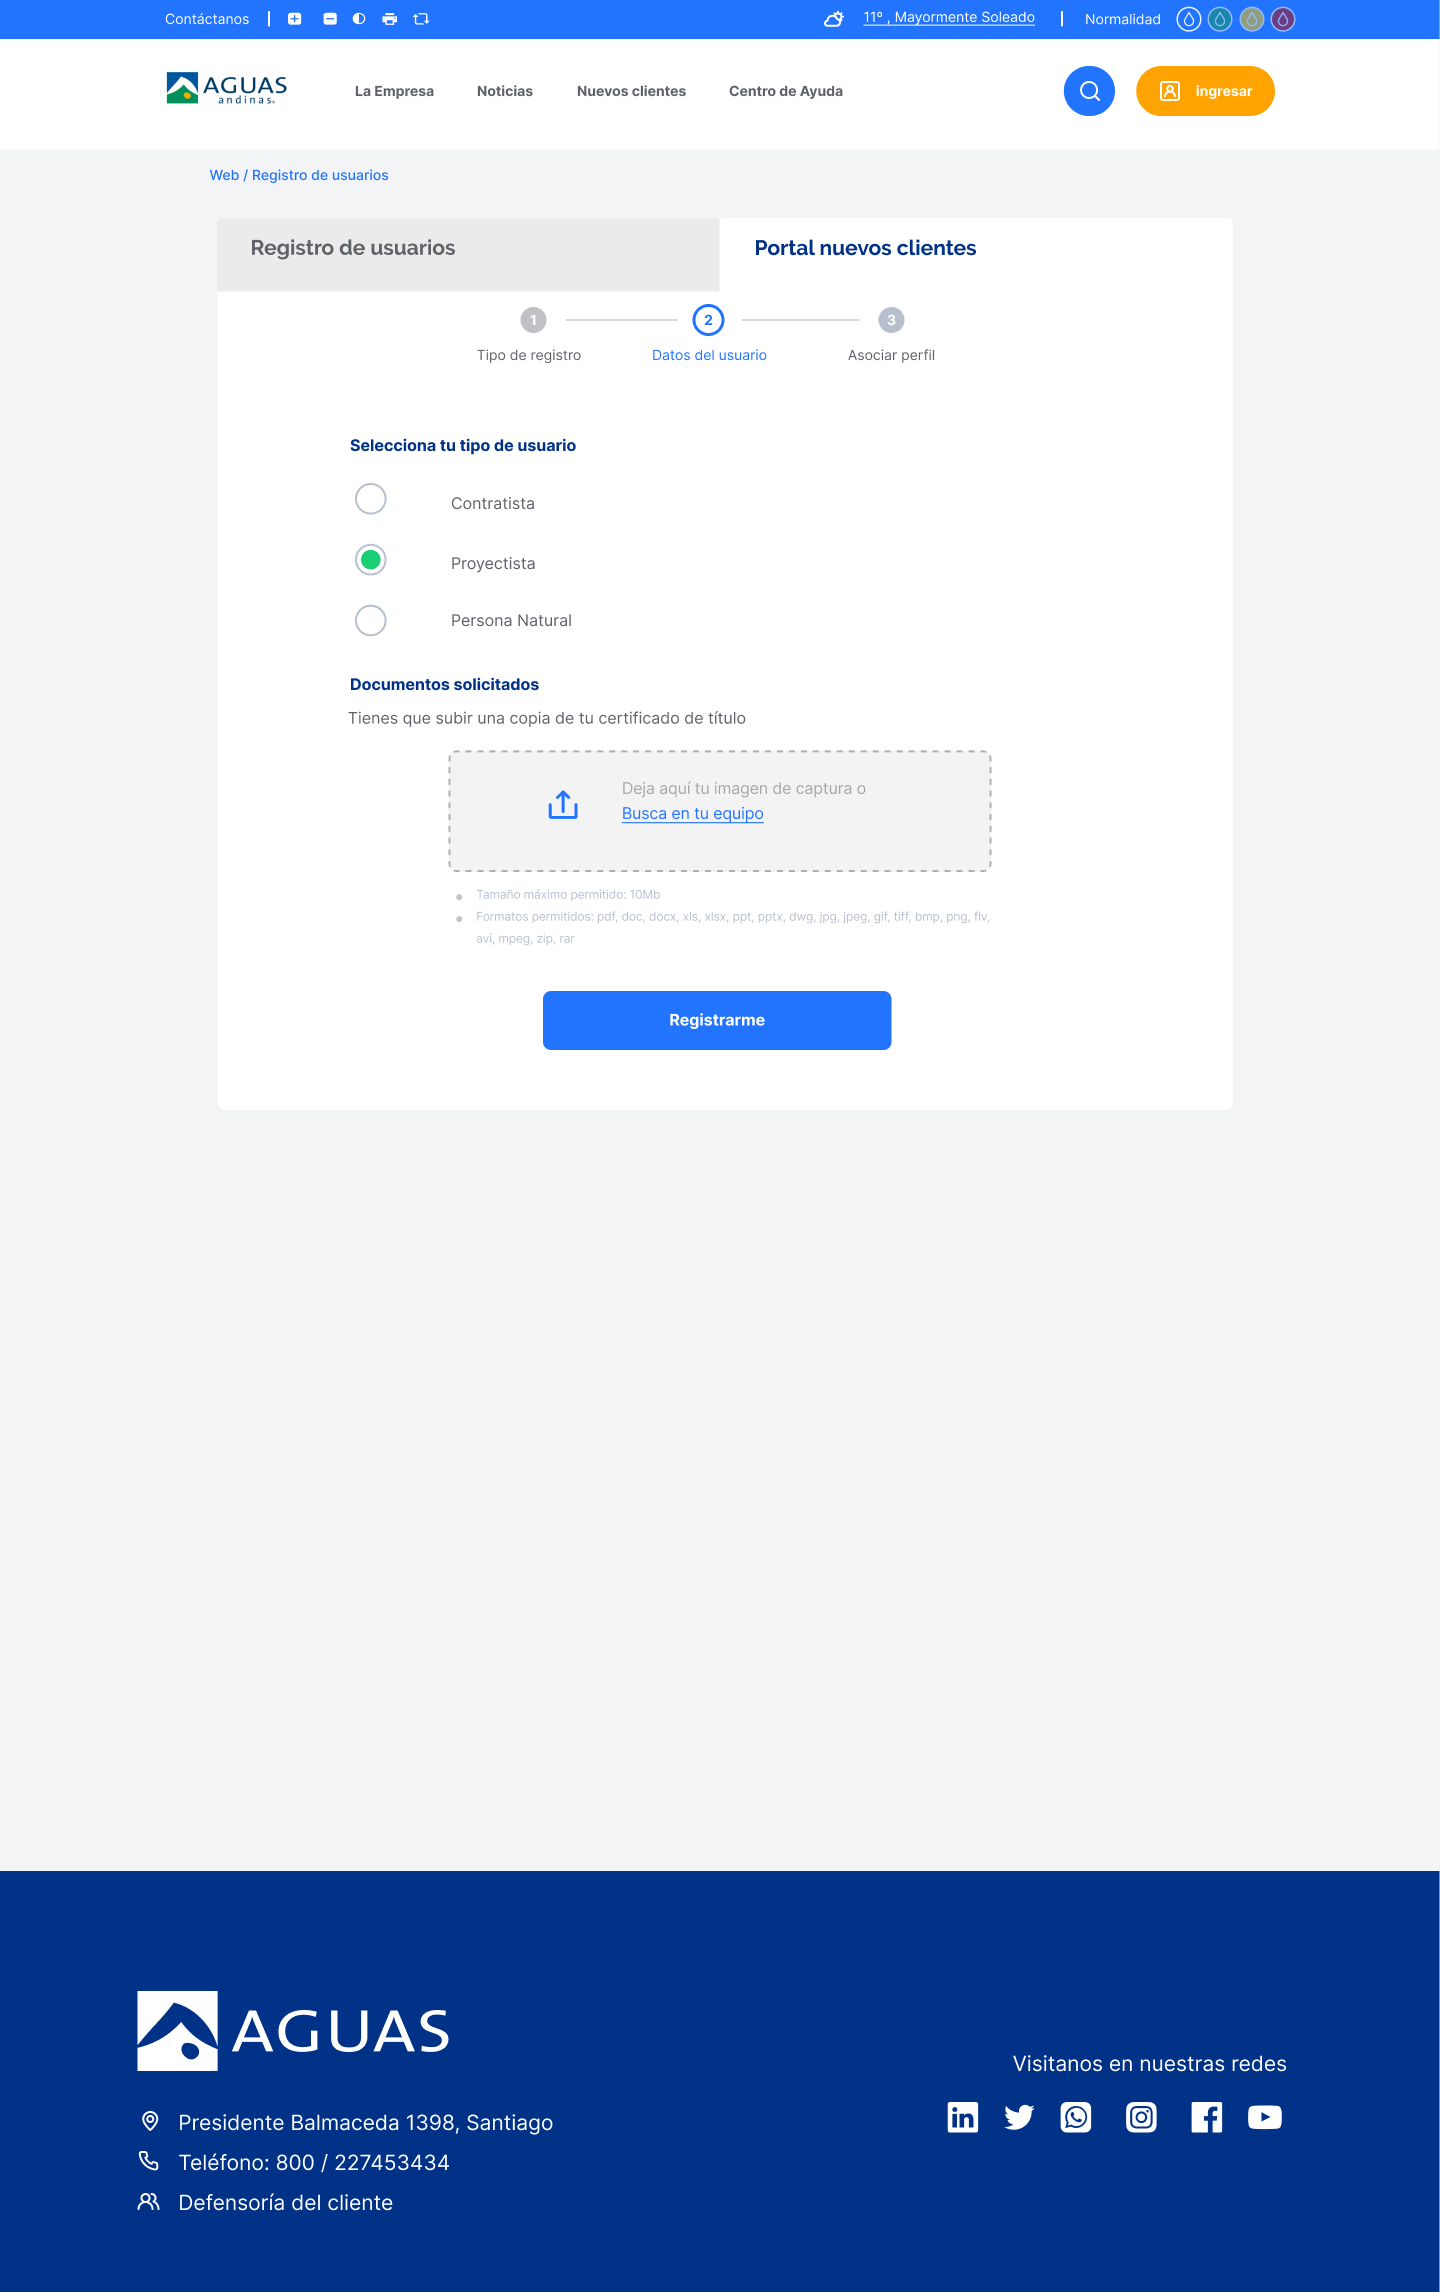 Contáctanos
11º , Mayormente Soleado
Normalidad
AGUAS
andinas
La Empresa
Noticias
Nuevos clientes
Centro de Ayuda
ingresar
Web / Registro de usuarios
Registro de usuarios
Portal nuevos clientes
1
2
3
Tipo de registro
Datos del usuario
Asociar perfil
Selecciona tu tipo de usuario
Contratista
Proyectista
Persona Natural
Documentos solicitados
Tienes que subir una copia de tu certificado de título
Deja aquí tu imagen de captura o
Busca en tu equipo
Tamaño máximo permitido: 10Mb
Formatos permitidos: pdf, doc, docx, xls, xlsx, ppt, pptx, dwg, jpg, jpeg, gif, tiff, bmp, png, flv,
avi, mpeg, zip, rar
Registrarme
AGUAS
Visitanos en nuestras redes
Presidente Balmaceda 1398, Santiago
Teléfono: 800 / 227453434
Defensoría del cliente